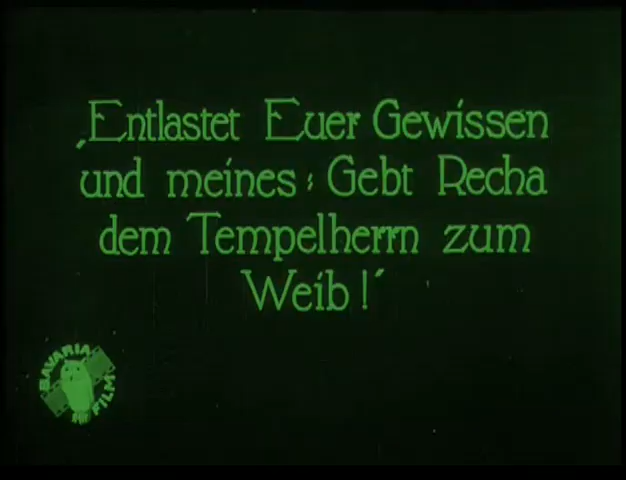 „Entlastet Euer Gewissen
und meines: Gebt Recha
dem Tempelherrn zum
Weib!“
BAVARIA
FILM